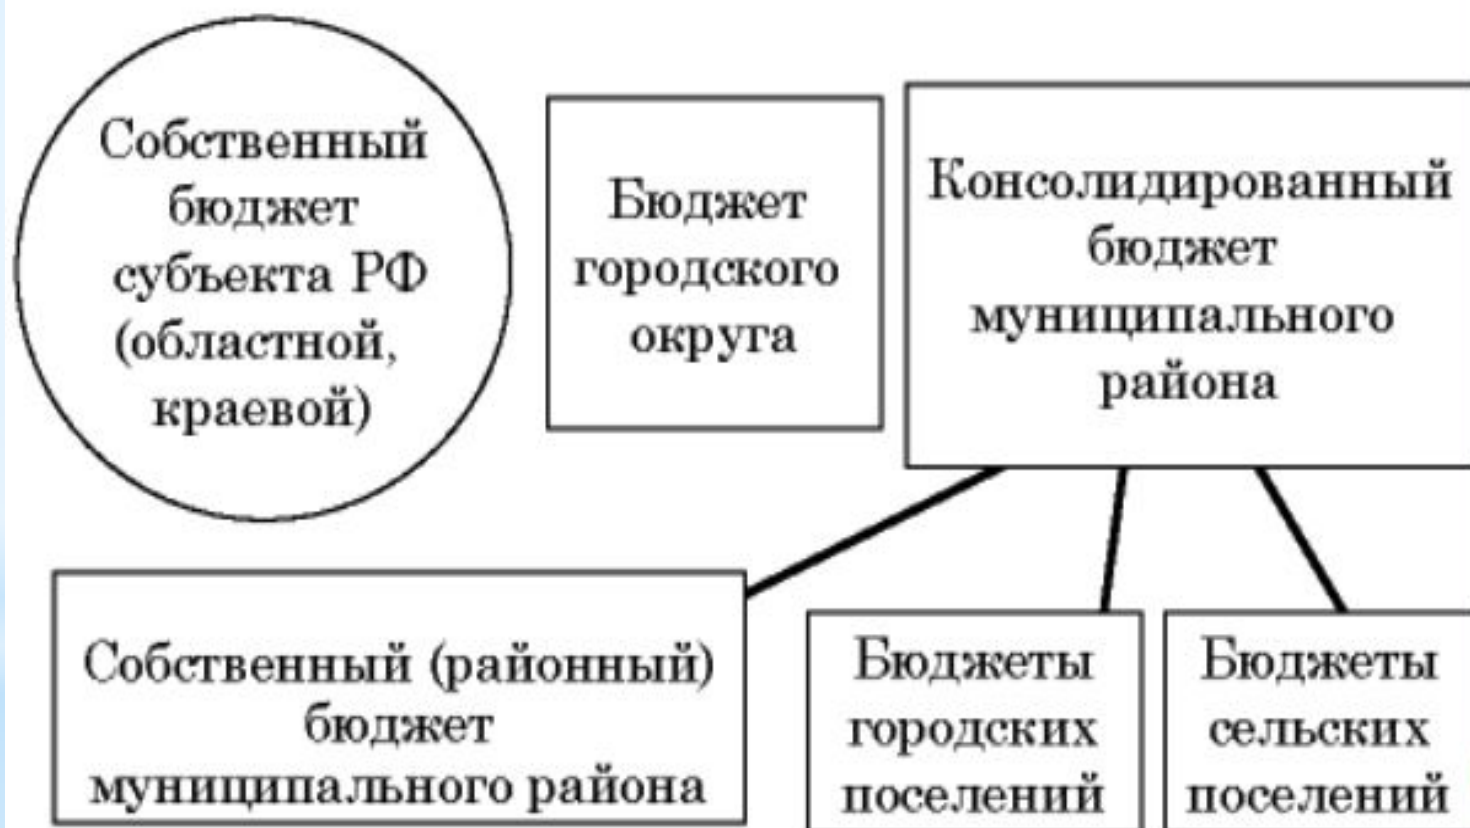 Собственный
бюджет
субъекта РФ
(областной,
краевой)
Бюджет
городского
округа
Консолидированный
бюджет
муниципального
района
Собственный (районный)
бюджет
муниципального района
Бюджеты
городских
поселений
Бюджеты
сельских
поселений